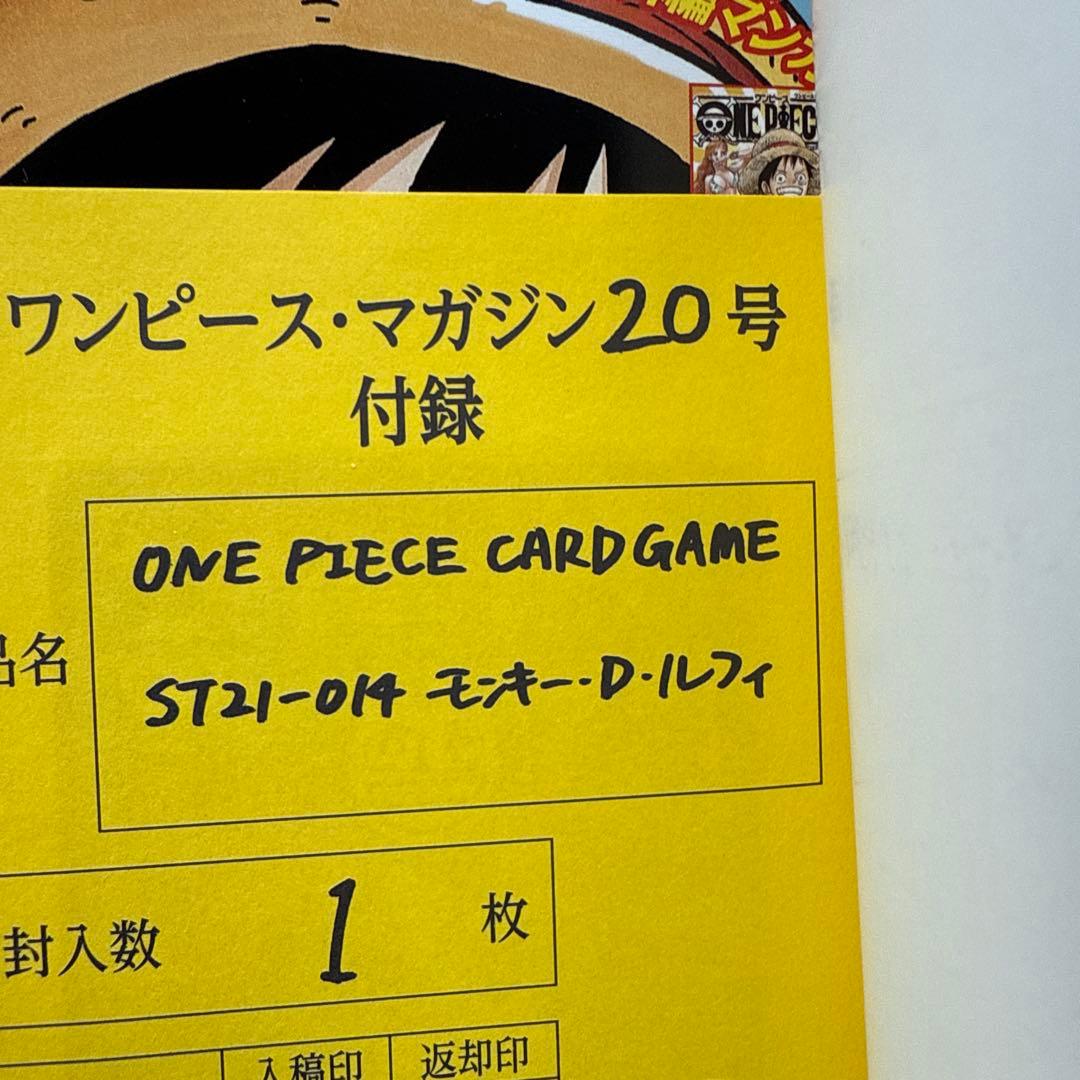 ONE PIEC
ワンピース・マガジン20号
付録
ONE PIECE CARD GAME
品名
ST21-014 モンキー・D・ルフィ
封入数 1 枚
入稿印 返却印